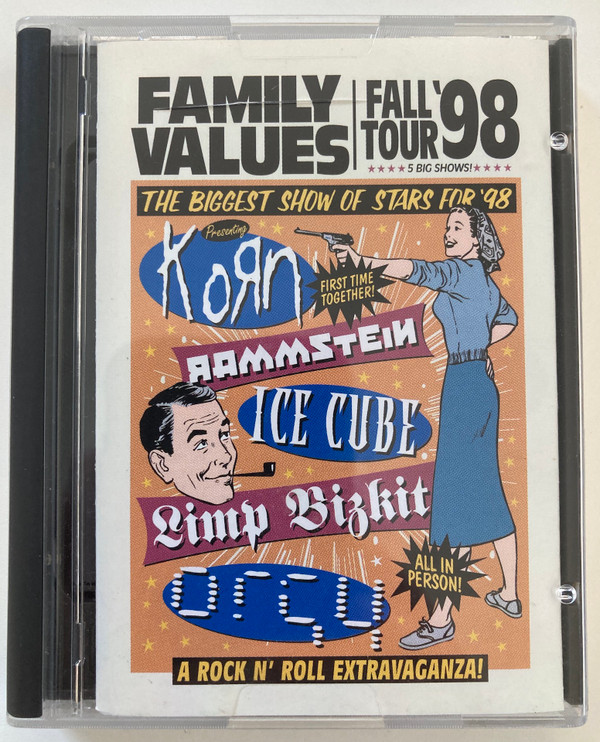 FAMILY VALUES
FALL '98 TOUR
★★★★5 BIG SHOWS!★★★★
THE BIGGEST SHOW OF STARS FOR '98
Presenting
KoЯn
FIRST TIME TOGETHER!
RAMMSTEIN
ICE CUBE
Limp Bizkit
orgy
ALL IN PERSON!
A ROCK N' ROLL EXTRAVAGANZA!